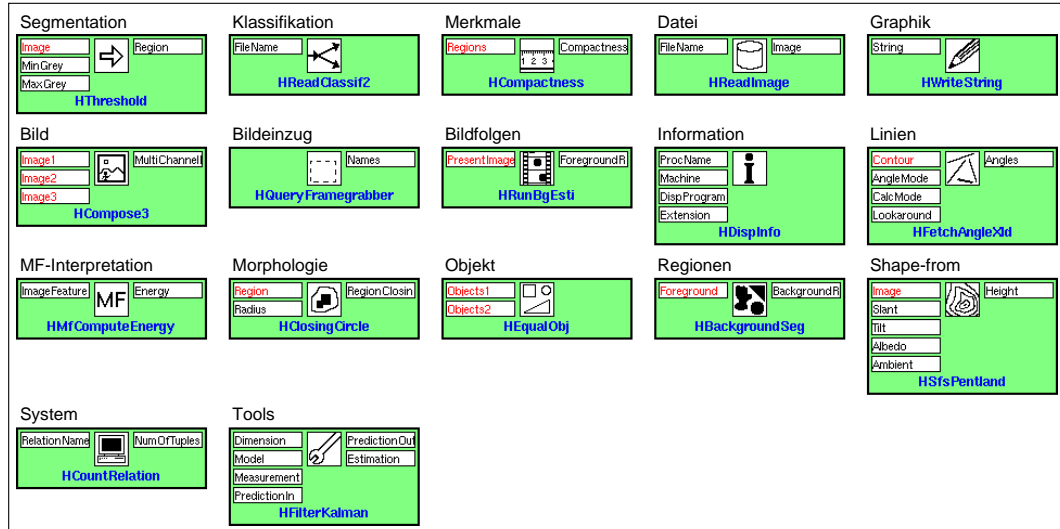 Segmentation
Image
Region
MinGrey
MaxGrey
HThreshold
Klassifikation
FileName
HReadClassif2
Merkmale
Regions
1 2 3
Compactness
HCompactness
Datei
FileName
Image
HReadImage
Graphik
String
HWriteString
Bild
Image1
MultiChannelI
Image2
Image3
HCompose3
Bildeinzug
Names
HQueryFramegrabber
Bildfolgen
PresentImage
ForegroundR
HRunBgEsti
Information
ProcName
Machine
DispProgram
Extension
HDispInfo
Linien
Contour
Angles
AngleMode
CalcMode
Lookaround
HFetchAngleXld
MF-Interpretation
ImageFeature
MF
Energy
HMfComputeEnergy
Morphologie
Region
RegionClosin
Radius
HClosingCircle
Objekt
Objects1
Objects2
HEqualObj
Regionen
Foreground
BackgroundR
HBackgroundSeg
Shape-from
Image
Height
Slant
Tilt
Albedo
Ambient
HSfsPentland
System
RelationName
NumOfTuples
HCountRelation
Tools
Dimension
PredictionOut
Model
Estimation
Measurement
PredictionIn
HFilterKalman